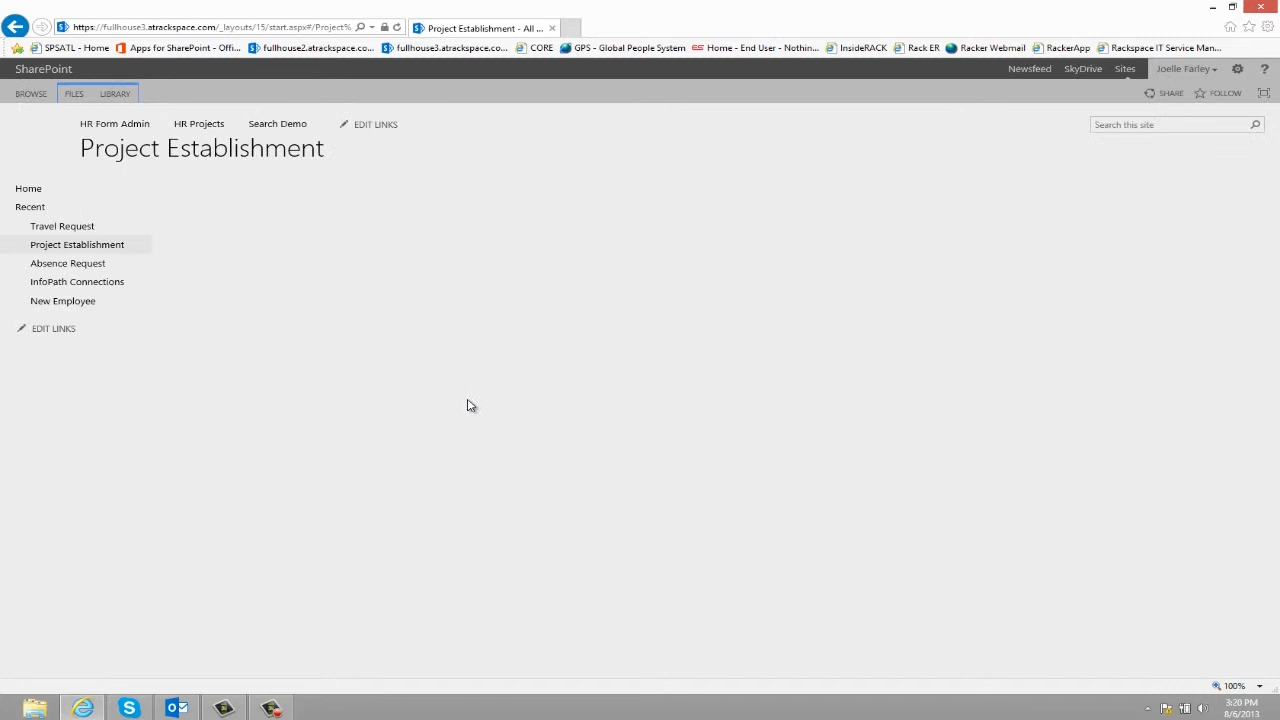 https://fullhouse3.atrackspace.com/_layouts/15/start.aspx#/Project%
Project Establishment - All ...
SPSATL - Home
Apps for SharePoint - Offi...
fullhouse2.atrackspace.co...
fullhouse3.atrackspace.co...
CORE
GPS - Global People System
Home - End User - Nothin...
InsideRACK
Rack ER
Racker Webmail
RackerApp
Rackspace IT Service Man...
SharePoint
Newsfeed
SkyDrive
Sites
Joelle Farley
?
BROWSE
FILES
LIBRARY
SHARE
FOLLOW
HR Form Admin
HR Projects
Search Demo
EDIT LINKS
Search this site
Project Establishment
Home
Recent
Travel Request
Project Establishment
Absence Request
InfoPath Connections
New Employee
EDIT LINKS
100%
3:20 PM
8/6/2013